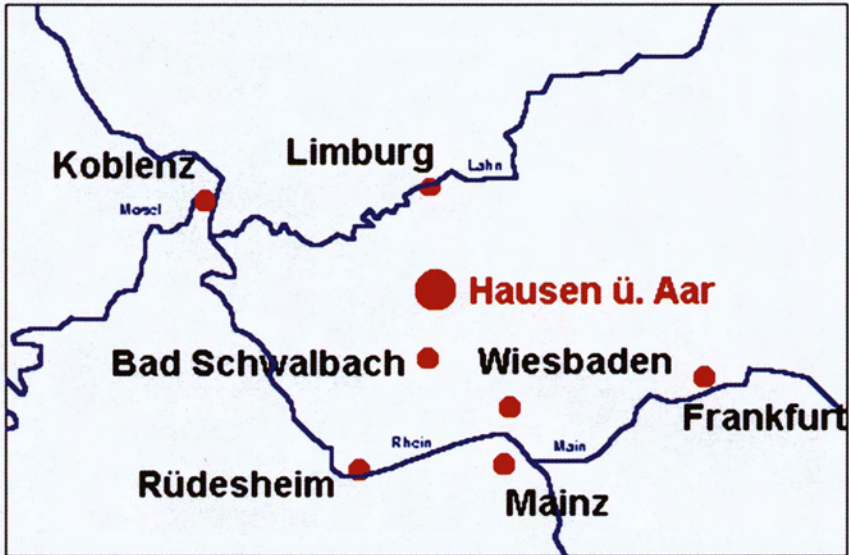 Limburg
Lahn
Koblenz
Mosel
Hausen ü. Aar
Bad Schwalbach
Wiesbaden
Frankfurt
Rhein
Main
Rüdesheim
Mainz